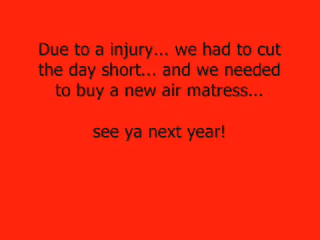 Due to a injury... we had to cut
the day short... and we needed
to buy a new air matress...
see ya next year!